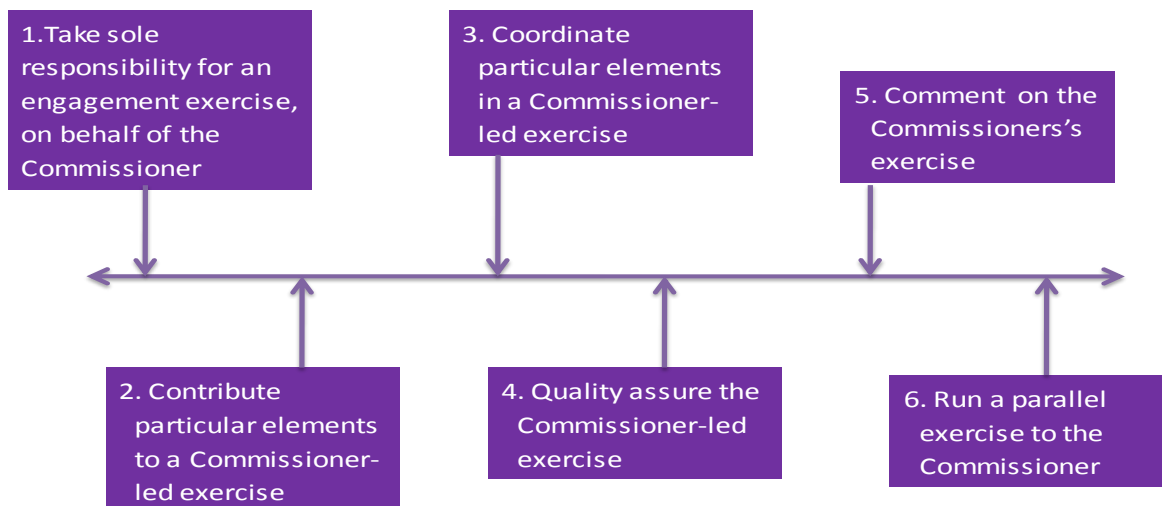 1.Take sole
responsibility for an
engagement exercise,
on behalf of the
Commissioner
2. Contribute
particular elements
to a Commissioner-
led exercise
3. Coordinate
particular elements
in a Commissioner-
led exercise
4. Quality assure the
Commissioner-led
exercise
5. Comment on the
Commissioners's
exercise
6. Run a parallel
exercise to the
Commissioner